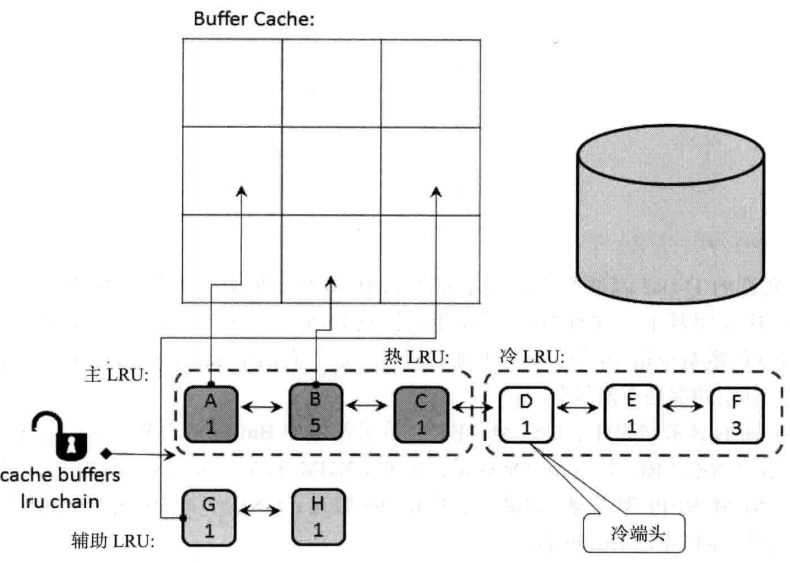 Buffer Cache:
热 LRU:
冷 LRU:
主 LRU:
A
1
B
5
C
1
D
1
E
1
F
3
cache buffers
lru chain
G
1
H
1
辅助 LRU:
冷端头